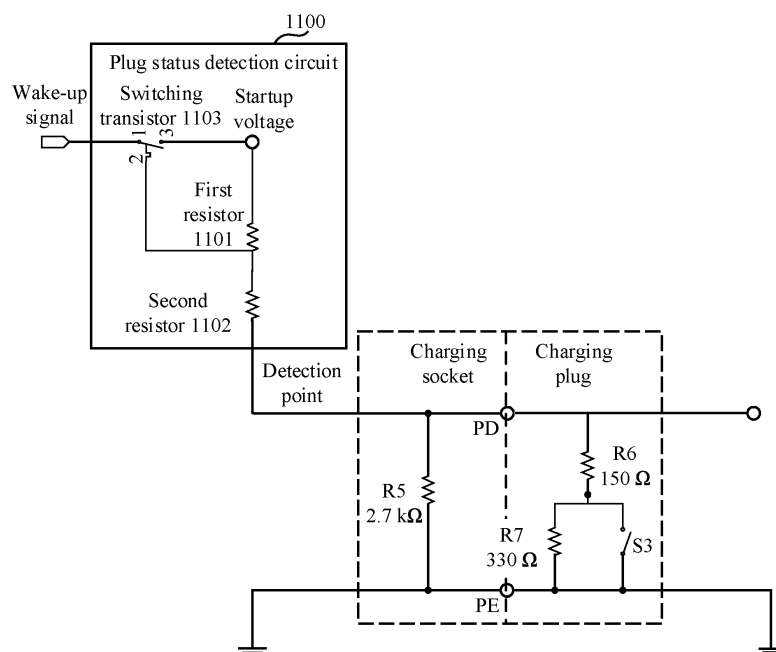 1100
Plug status detection circuit
Wake-up
signal
Switching
transistor 1103
Startup
voltage
1
3
2
First
resistor
1101
Second
resistor 1102
Detection
point
Charging
socket
Charging
plug
PD
R6
150 Ω
R5
2.7 kΩ
R7
330 Ω
S3
PE